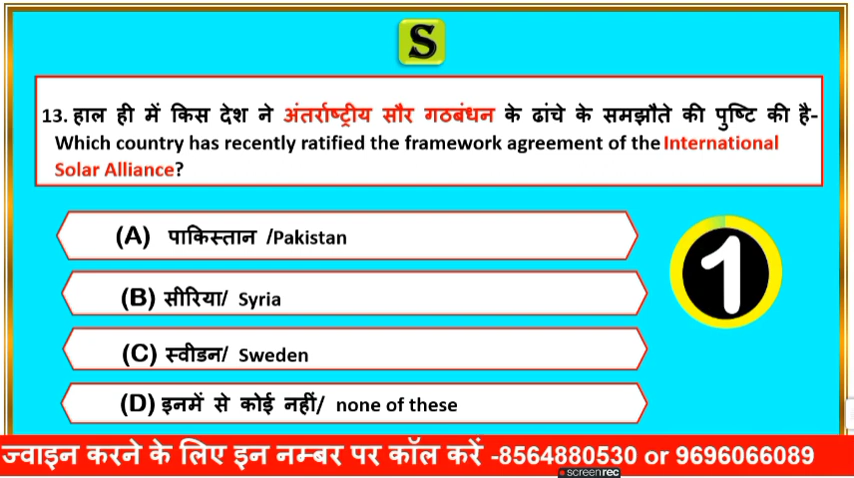 S
13. हाल ही में किस देश ने अंतर्राष्ट्रीय सौर गठबंधन के ढांचे के समझौते की पुष्टि की है-
Which country has recently ratified the framework agreement of the International
Solar Alliance?
(A) पाकिस्तान /Pakistan
(B) सीरिया/ Syria
(C) स्वीडन/ Sweden
(D) इनमें से कोई नहीं/ none of these
1
ज्वाइन करने के लिए इन नम्बर पर कॉल करें -8564880530 or 9696066089
screenrec